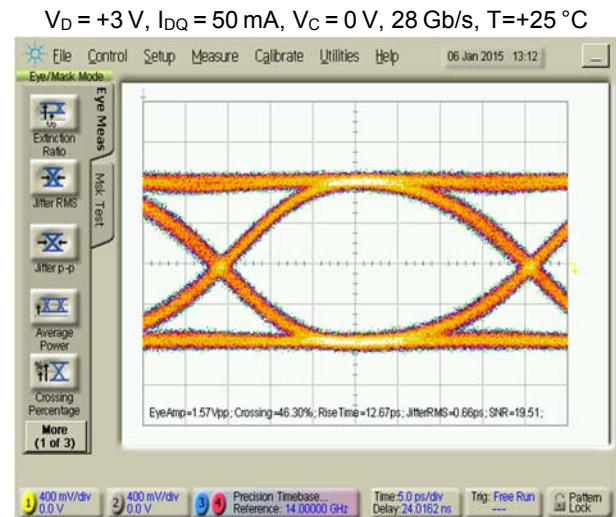 V_D = +3 V, I_DQ = 50 mA, V_C = 0 V, 28 Gb/s, T=+25 °C
File Control Setup Measure Calibrate Utilities Help 06 Jan 2015 13:12
Eye/Mask Mode
Eye Meas
Msk Test
Extinction
Ratio
Jitter RMS
Jitter p-p
Average
Power
Crossing
Percentage
More
(1 of 3)
EyeAmp=1.57Vpp; Crossing=46.30%; RiseTime=12.67ps; JitterRMS=0.66ps; SNR=19.51;
1) 400 mV/div
0.0 V
2) 400 mV/div
0.0 V
3 4
Precision Timebase...
Reference: 14.00000 GHz
Time:5.0 ps/div
Delay:24.0162 ns
Trig: Free Run
---
Pattern
Lock